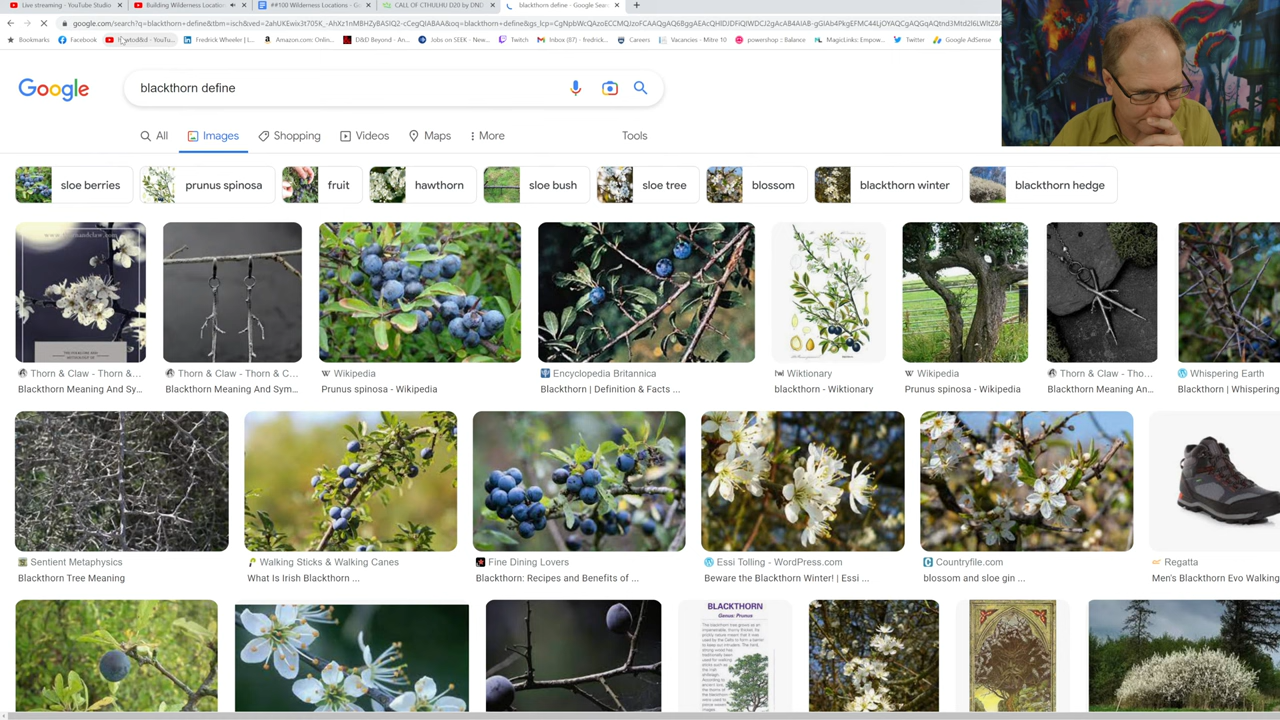 Live streaming - YouTube Studio
Building Wilderness Locatio
##100 Wilderness Locations - G
CALL OF CTHULHU D20 by DND
blackthorn define - Google Sear
Bookmarks
Facebook
howtod&d - YouTu...
Fredrick Wheeler | L...
Amazon.com: Onlin...
D&D Beyond - An...
Jobs on SEEK - New...
Twitch
Inbox (87) - fredrick...
Careers
Vacancies - Mitre 10
powershop :: Balance
MagicLinks: Empow...
Twitter
Google AdSense
Google
blackthorn define
All
Images
Shopping
Videos
Maps
More
Tools
sloe berries
prunus spinosa
fruit
hawthorn
sloe bush
sloe tree
blossom
blackthorn winter
blackthorn hedge
Thorn & Claw - Thorn &...
Blackthorn Meaning And Sy...
Thorn & Claw - Thorn & C...
Blackthorn Meaning And Sym...
Wikipedia
Prunus spinosa - Wikipedia
Encyclopedia Britannica
Blackthorn | Definition & Facts ...
Wiktionary
blackthorn - Wiktionary
Wikipedia
Prunus spinosa - Wikipedia
Thorn & Claw - Tho...
Blackthorn Meaning An...
Whispering Earth
Blackthorn | Whispering
Sentient Metaphysics
Blackthorn Tree Meaning
Walking Sticks & Walking Canes
What Is Irish Blackthorn ...
Fine Dining Lovers
Blackthorn: Recipes and Benefits of ...
Essi Tolling - WordPress.com
Beware the Blackthorn Winter! | Essi ...
Countryfile.com
blossom and sloe gin ...
Regatta
Men's Blackthorn Evo Walking
BLACKTHORN
Genus: Prunus